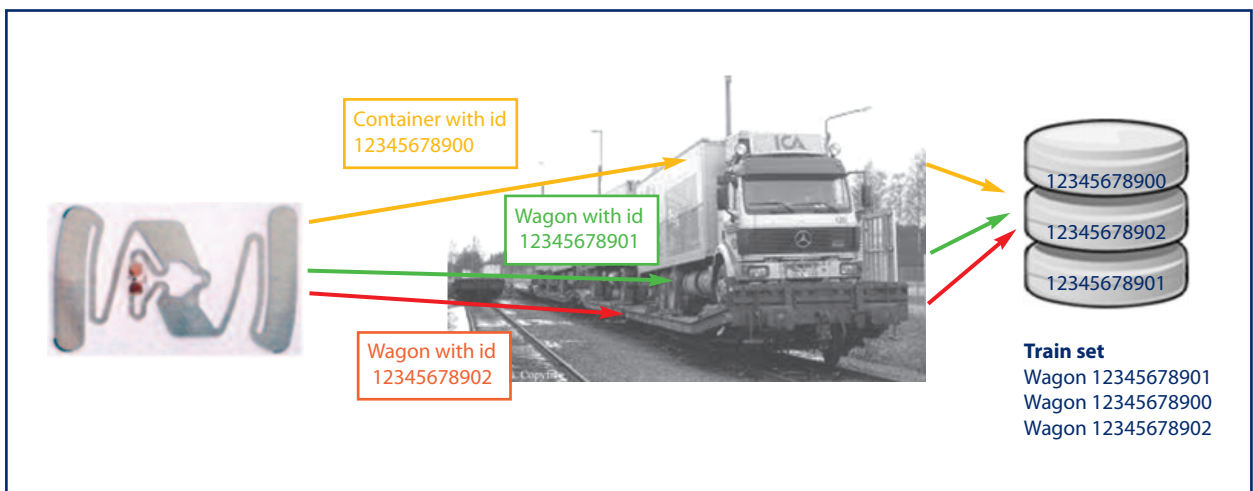 Container with id
12345678900
ICA
Wagon with id
12345678901
Wagon with id
12345678902
12345678900
12345678902
12345678901
Train set
Wagon 12345678901
Wagon 12345678900
Wagon 12345678902